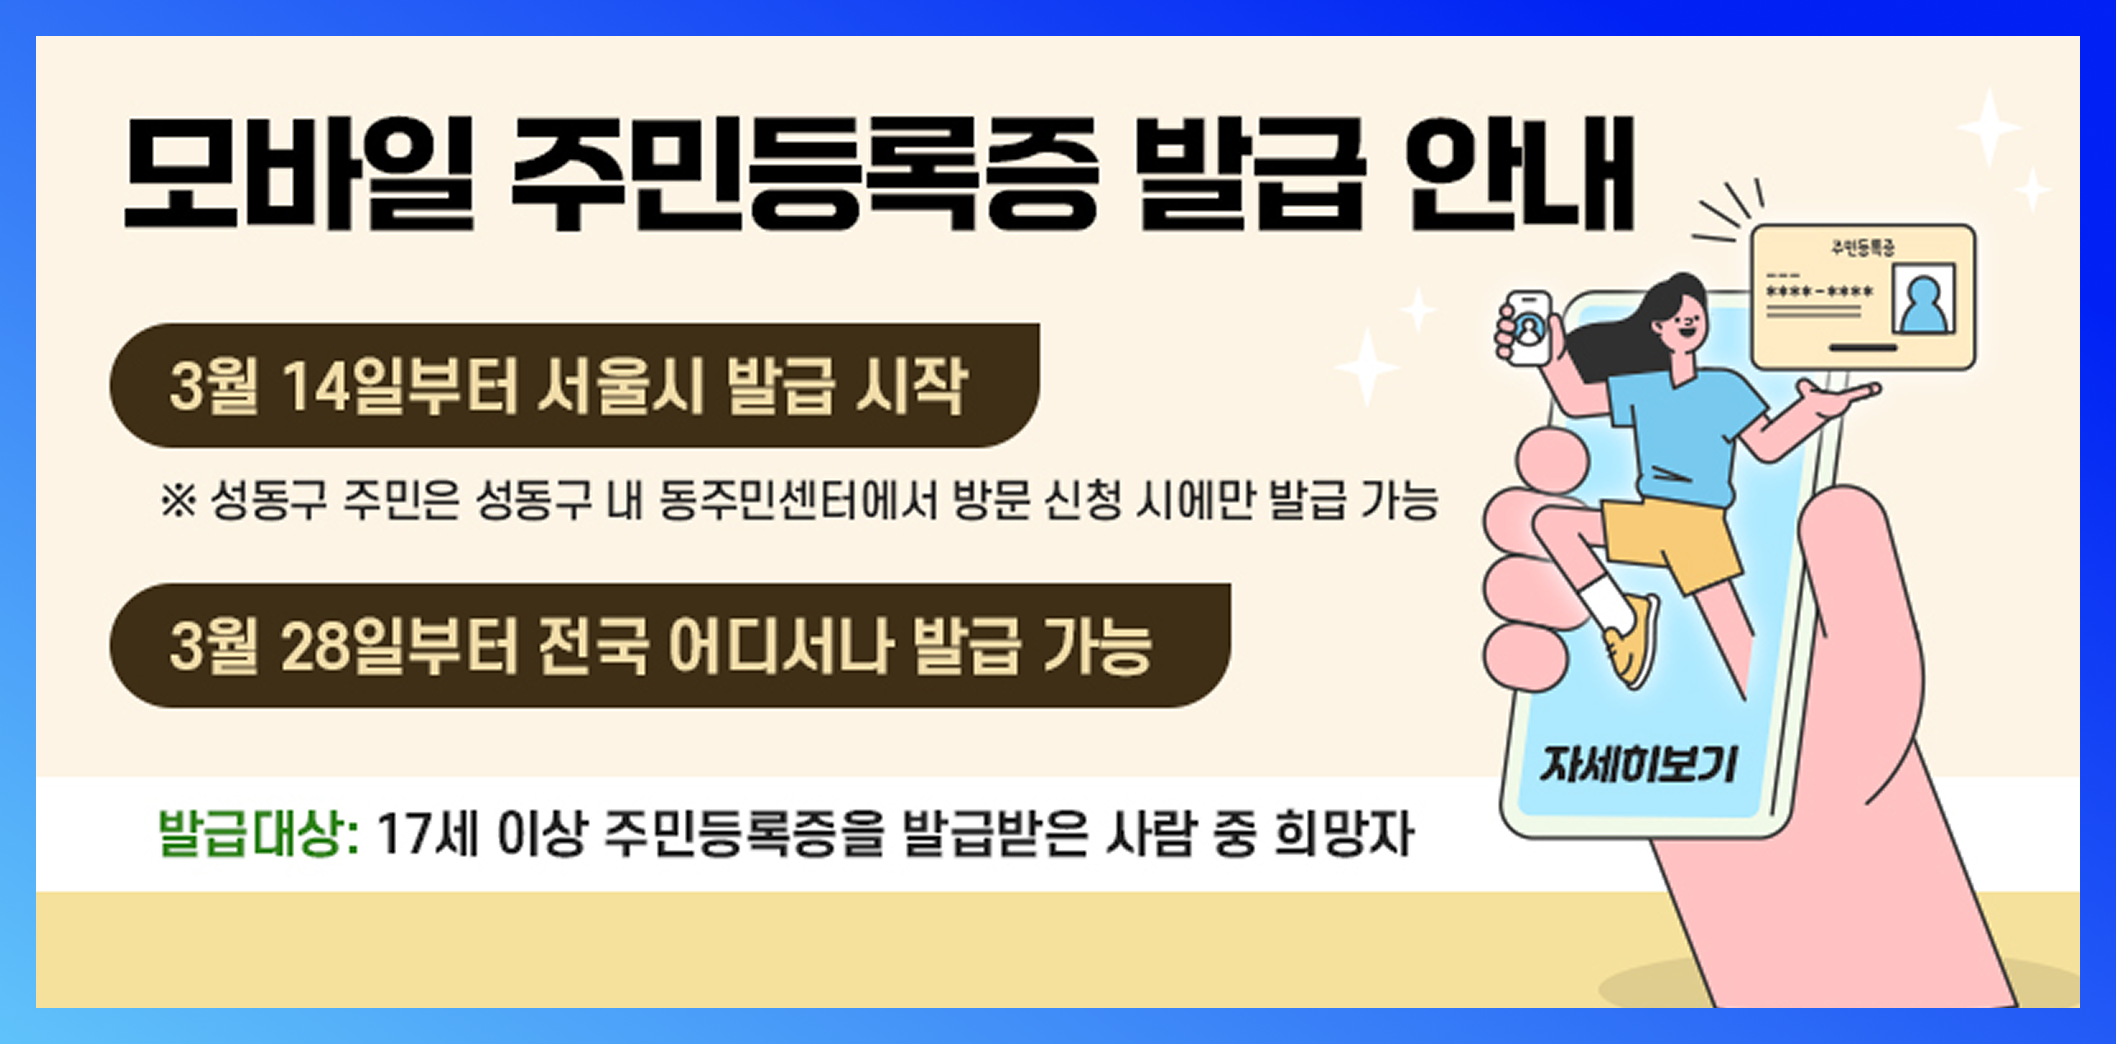 모바일 주민등록증 발급 안내
주민등록증
****-****
3월 14일부터 서울시 발급 시작
※ 성동구 주민은 성동구 내 동주민센터에서 방문 신청 시에만 발급 가능
3월 28일부터 전국 어디서나 발급 가능
자세히보기
발급대상: 17세 이상 주민등록증을 발급받은 사람 중 희망자